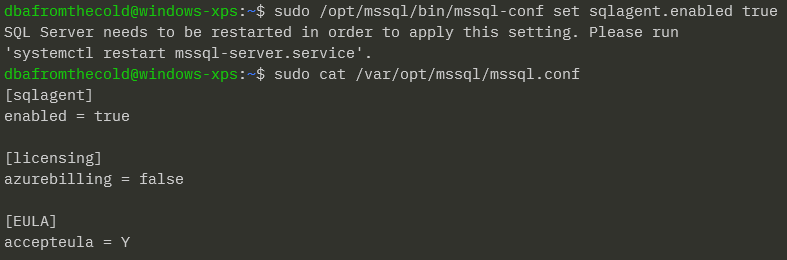 dbafromthecold@windows-xps:~$ sudo /opt/mssql/bin/mssql-conf set sqlagent.enabled true
SQL Server needs to be restarted in order to apply this setting. Please run
'systemctl restart mssql-server.service'.
dbafromthecold@windows-xps:~$ sudo cat /var/opt/mssql/mssql.conf
[sqlagent]
enabled = true
[licensing]
azurebilling = false
[EULA]
accepteula = Y